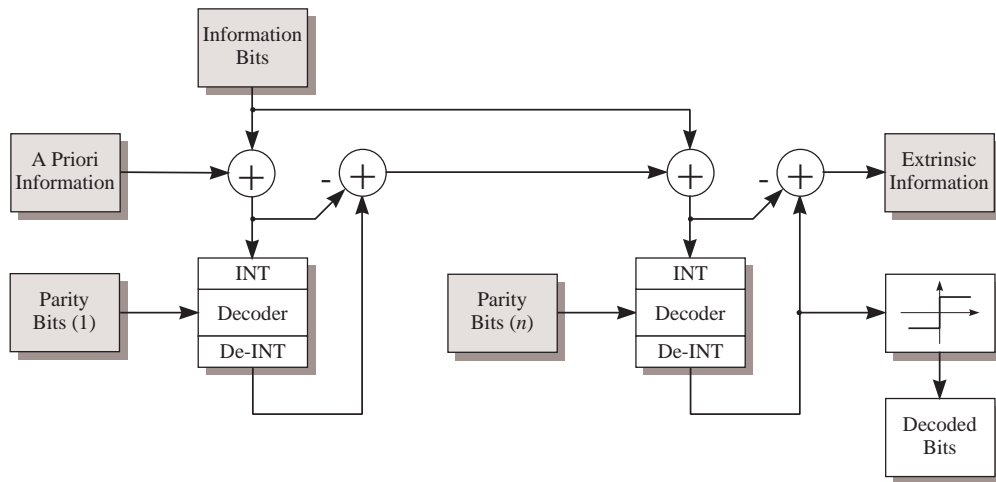 Information
Bits
A Priori
Information
+
-
+
+
-
+
Extrinsic
Information
Parity
Bits (1)
INT
Decoder
De-INT
Parity
Bits (n)
INT
Decoder
De-INT
Decoded
Bits